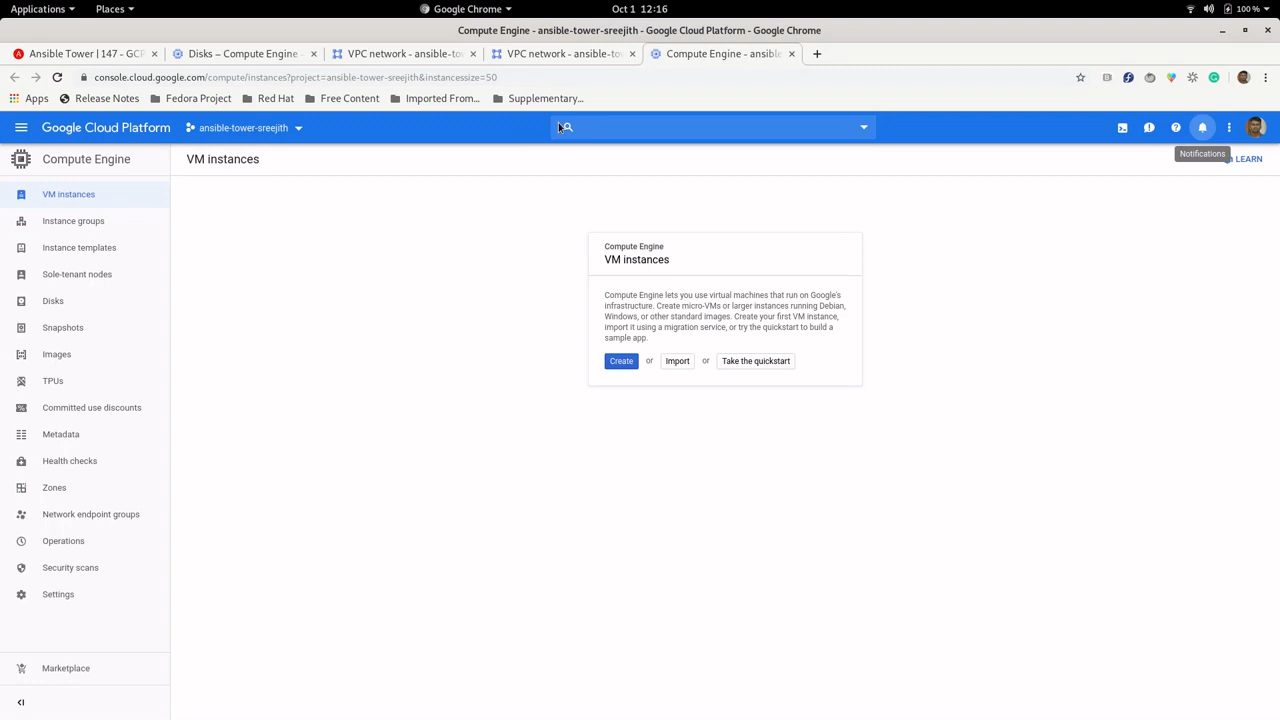 Applications Places Google Chrome Oct 1 12:16 100 %
Compute Engine - ansible-tower-sreejith - Google Cloud Platform - Google Chrome
Ansible Tower | 147 - GCP Disks – Compute Engine - VPC network - ansible-to VPC network - ansible-to Compute Engine - ansible
console.cloud.google.com/compute/instances?project=ansible-tower-sreejith&instancessize=50
Apps Release Notes Fedora Project Red Hat Free Content Imported From... Supplementary...
Google Cloud Platform ansible-tower-sreejith
Notifications
Compute Engine VM instances LEARN
VM instances
Instance groups
Instance templates
Sole-tenant nodes
Disks
Snapshots
Images
TPUs
Committed use discounts
Metadata
Health checks
Zones
Network endpoint groups
Operations
Security scans
Settings
Marketplace
Compute Engine
VM instances
Compute Engine lets you use virtual machines that run on Google's
infrastructure. Create micro-VMs or larger instances running Debian,
Windows, or other standard images. Create your first VM instance,
import it using a migration service, or try the quickstart to build a
sample app.
Create or Import or Take the quickstart